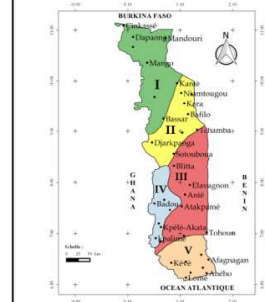 BURKINA FASO
Cinkassé
Dapaong
Mandouri
N
Mango
I
Kantè
Niamtougou
Kara
Bafilo
Bassar
II
Tchamba
Djarkpanga
Sotouboua
Blitta
III
GHANA
BENIN
IV
Elavagnon
Anié
Badou
Atakpamé
Kpélé-Akata
Kpalimé
Tohoun
V
Kévé
Afagnagan
Aného
Lomé
Echelle :
OCEAN ATLANTIQUE